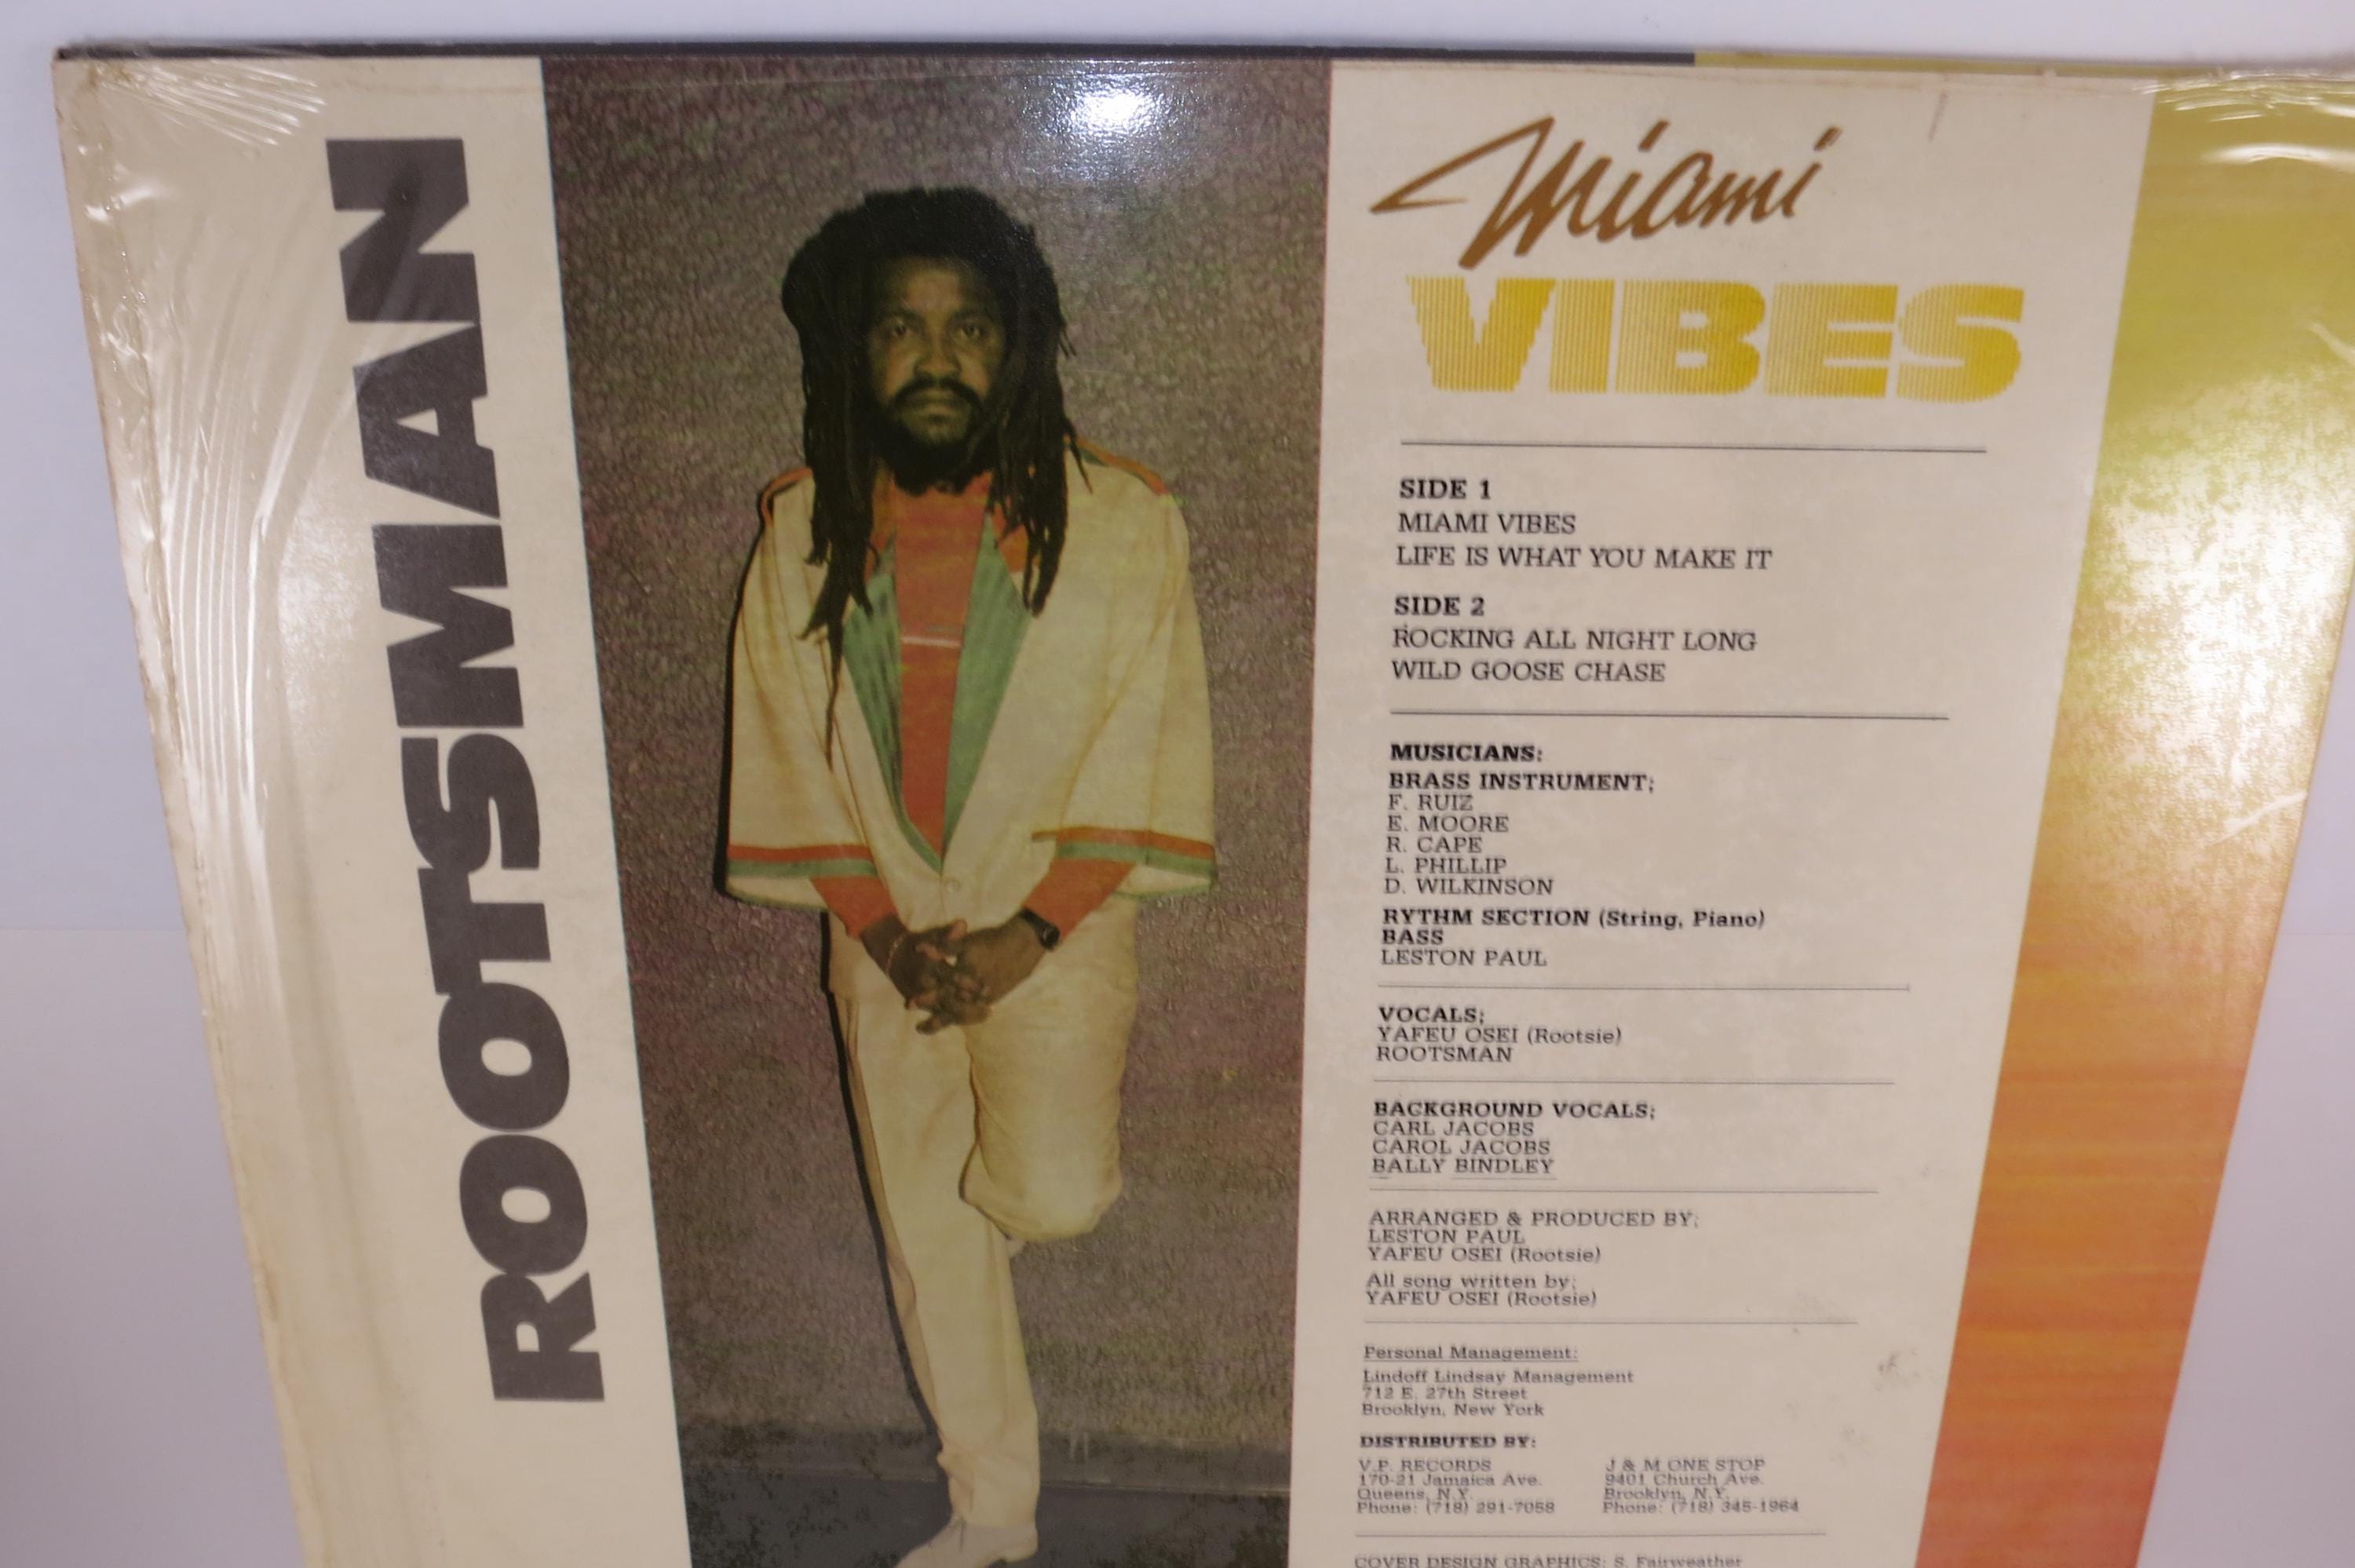 ROOTSMAN
Miami
VIBES
SIDE 1
MIAMI VIBES
LIFE IS WHAT YOU MAKE IT
SIDE 2
ROCKING ALL NIGHT LONG
WILD GOOSE CHASE
MUSICIANS:
BRASS INSTRUMENT;
F. RUIZ
E. MOORE
R. CAPE
L. PHILLIP
D. WILKINSON
RYTHM SECTION (String, Piano)
BASS
LESTON PAUL
VOCALS;
YAFEU OSEI (Rootsie)
ROOTSMAN
BACKGROUND VOCALS;
CARL JACOBS
CAROL JACOBS
BALLY BINDLEY
ARRANGED & PRODUCED BY;
LESTON PAUL
YAFEU OSEI (Rootsie)
All song written by;
YAFEU OSEI (Rootsie)
Personal Management:
Lindoff Lindsay Management
712 E. 27th Street
Brooklyn, New York
DISTRIBUTED BY:
V.P. RECORDS
170-21 Jamaica Ave.
Queens, N.Y.
Phone: (718) 291-7058
J & M ONE STOP
9401 Church Ave.
Brooklyn, N.Y.
Phone: (718) 345-1964
COVER DESIGN GRAPHICS: S. Fairweather